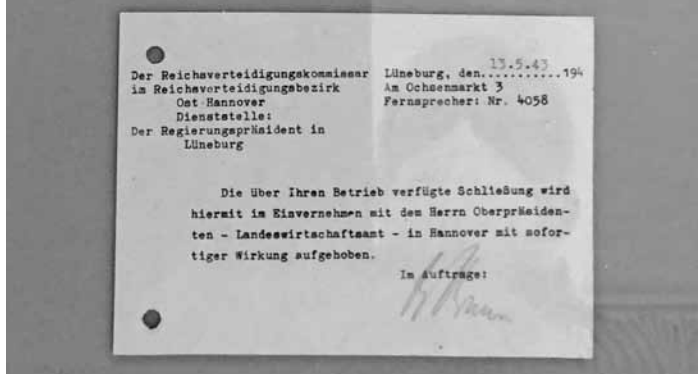 Der Reichsverteidigungskommissar
im Reichsverteidigungsbezirk
Ost-Hannover
Dienststelle:
Der Regierungspräsident in
Lüneburg
Lüneburg, den 13.5.43 194
Am Ochsenmarkt 3
Fernsprecher: Nr. 4058
Die über Ihren Betrieb verfügte Schließung wird
hiermit im Einvernehmen mit dem Herrn Oberpräsiden-
ten - Landeswirtschaftsamt - in Hannover mit sofor-
tiger Wirkung aufgehoben.
Im Auftrage: